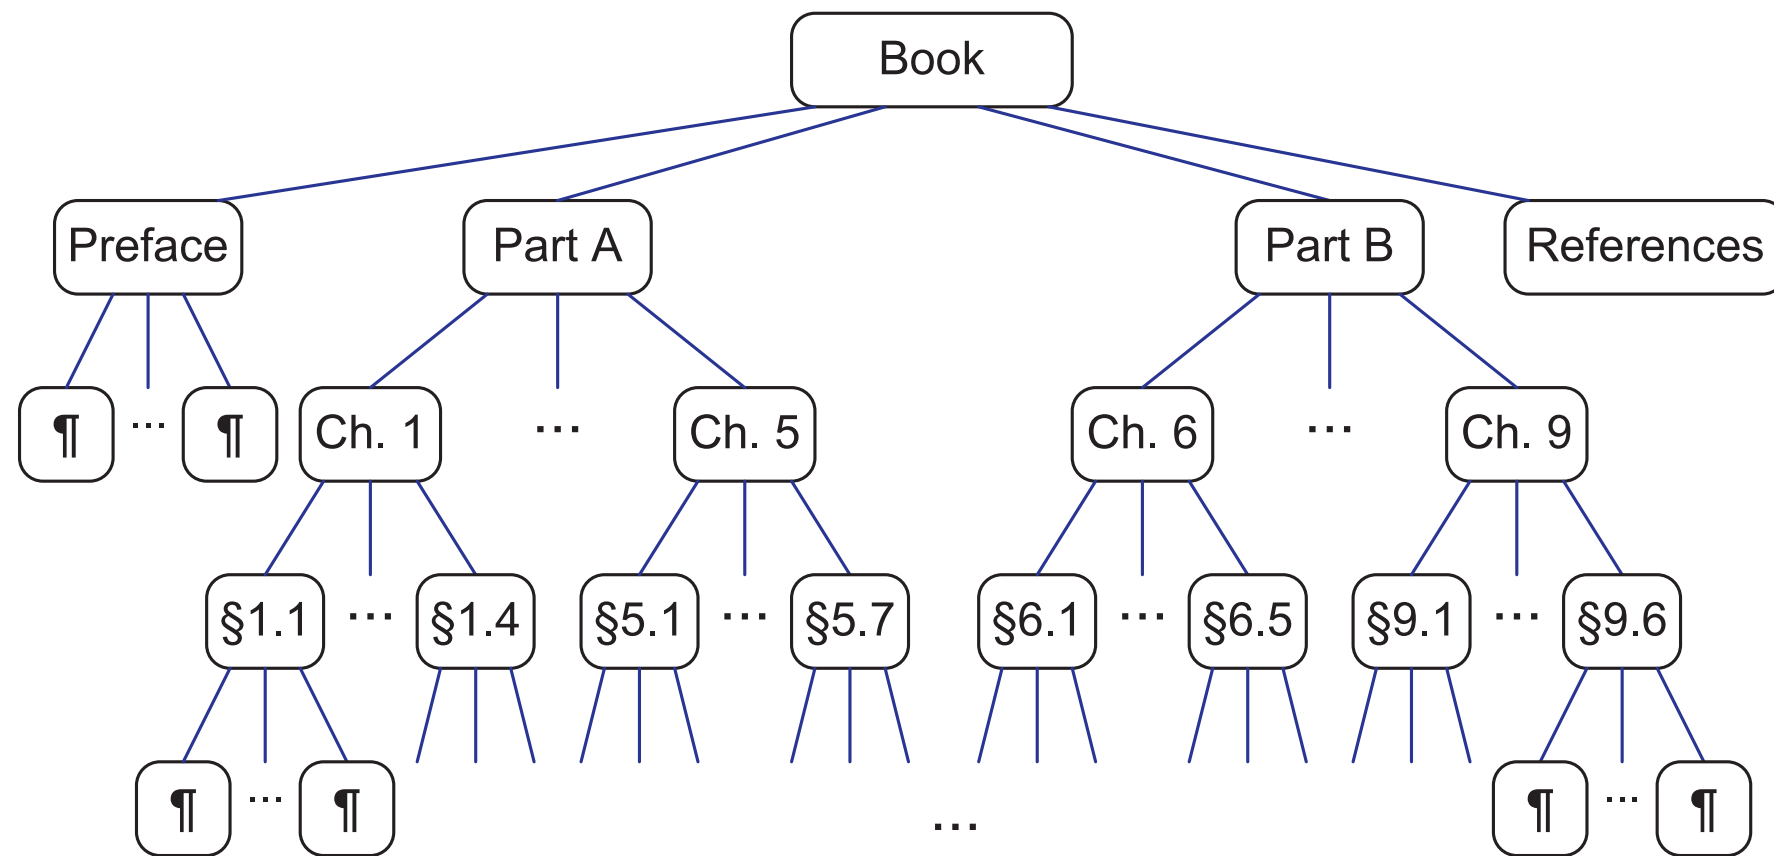 Book
Preface Part A Part B References
¶ ... ¶ Ch. 1 ... Ch. 5 Ch. 6 ... Ch. 9
§1.1 ... §1.4 §5.1 ... §5.7 §6.1 ... §6.5 §9.1 ... §9.6
¶ ... ¶ ... ¶ ... ¶